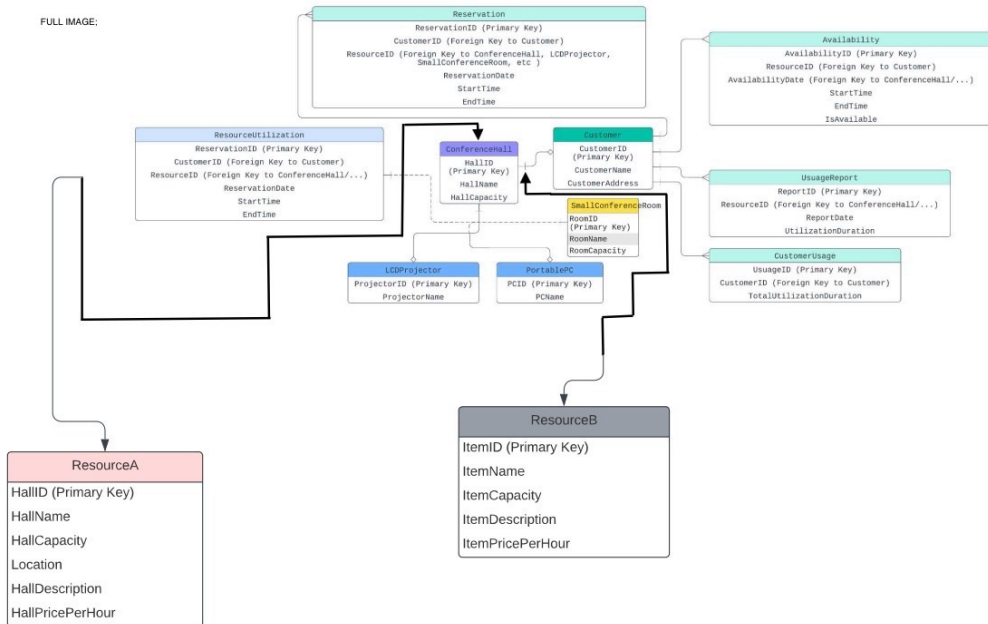 FULL IMAGE;
Reservation
ReservationID (Primary Key)
CustomerID (Foreign Key to Customer)
ResourceID (Foreign Key to ConferenceHall, LCDProjector,
SmallConferenceRoom, etc )
ReservationDate
StartTime
EndTime
Availability
AvailabilityID (Primary Key)
ResourceID (Foreign Key to Customer)
AvailabilityDate (Foreign Key to ConferenceHall/...)
StartTime
EndTime
IsAvailable
ResourceUtilization
ReservationID (Primary Key)
CustomerID (Foreign Key to Customer)
ResourceID (Foreign Key to ConferenceHall/...)
ReservationDate
StartTime
EndTime
ConferenceHall
HallID
(Primary Key)
HallName
HallCapacity
Customer
CustomerID
(Primary Key)
CustomerName
CustomerAddress
UsuageReport
ReportID (Primary Key)
ResourceID (Foreign Key to ConferenceHall/...)
ReportDate
UtilizationDuration
SmallConferenceRoom
RoomID
(Primary Key)
RoomName
RoomCapacity
CustomerUsage
UsuageID (Primary Key)
CustomerID (Foreign Key to Customer)
TotalUtilizationDuration
LCDProjector
ProjectorID (Primary Key)
ProjectorName
PortablePC
PCID (Primary Key)
PCName
ResourceA
HallID (Primary Key)
HallName
HallCapacity
Location
HallDescription
HallPricePerHour
ResourceB
ItemID (Primary Key)
ItemName
ItemCapacity
ItemDescription
ItemPricePerHour